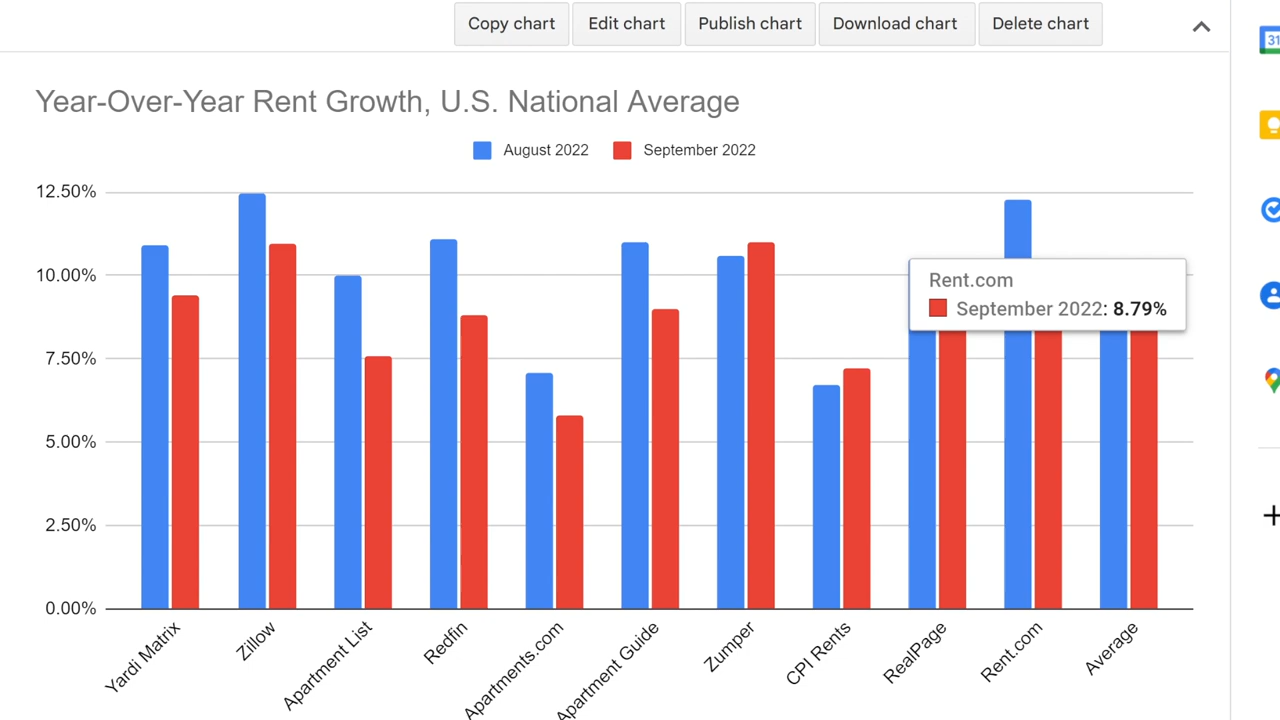 Copy chart
Edit chart
Publish chart
Download chart
Delete chart
31
Year-Over-Year Rent Growth, U.S. National Average
August 2022
September 2022
12.50%
10.00%
7.50%
5.00%
2.50%
0.00%
Rent.com
September 2022: 8.79%
Yardi Matrix
Zillow
Apartment List
Redfin
Apartments.com
Apartment Guide
Zumper
CPI Rents
RealPage
Rent.com
Average